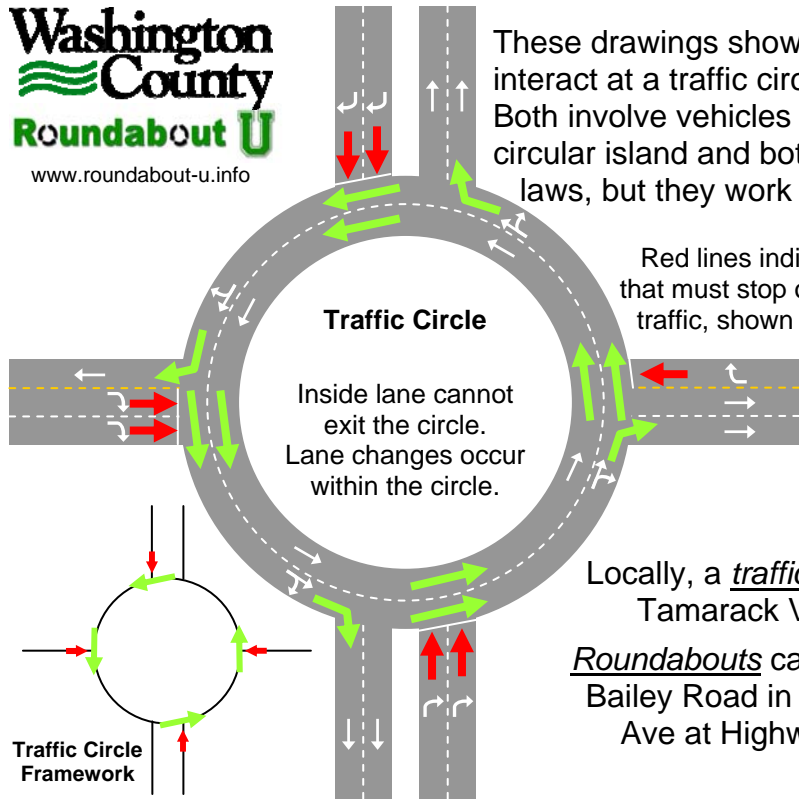 Washington
County
Roundabout U
www.roundabout-u.info
These drawings show
interact at a traffic circ
Both involve vehicles
circular island and bot
laws, but they work
Red lines indi
that must stop o
traffic, shown
Traffic Circle
Inside lane cannot
exit the circle.
Lane changes occur
within the circle.
Locally, a traffic
Tamarack V
Roundabouts ca
Bailey Road in
Ave at Highw
Traffic Circle
Framework